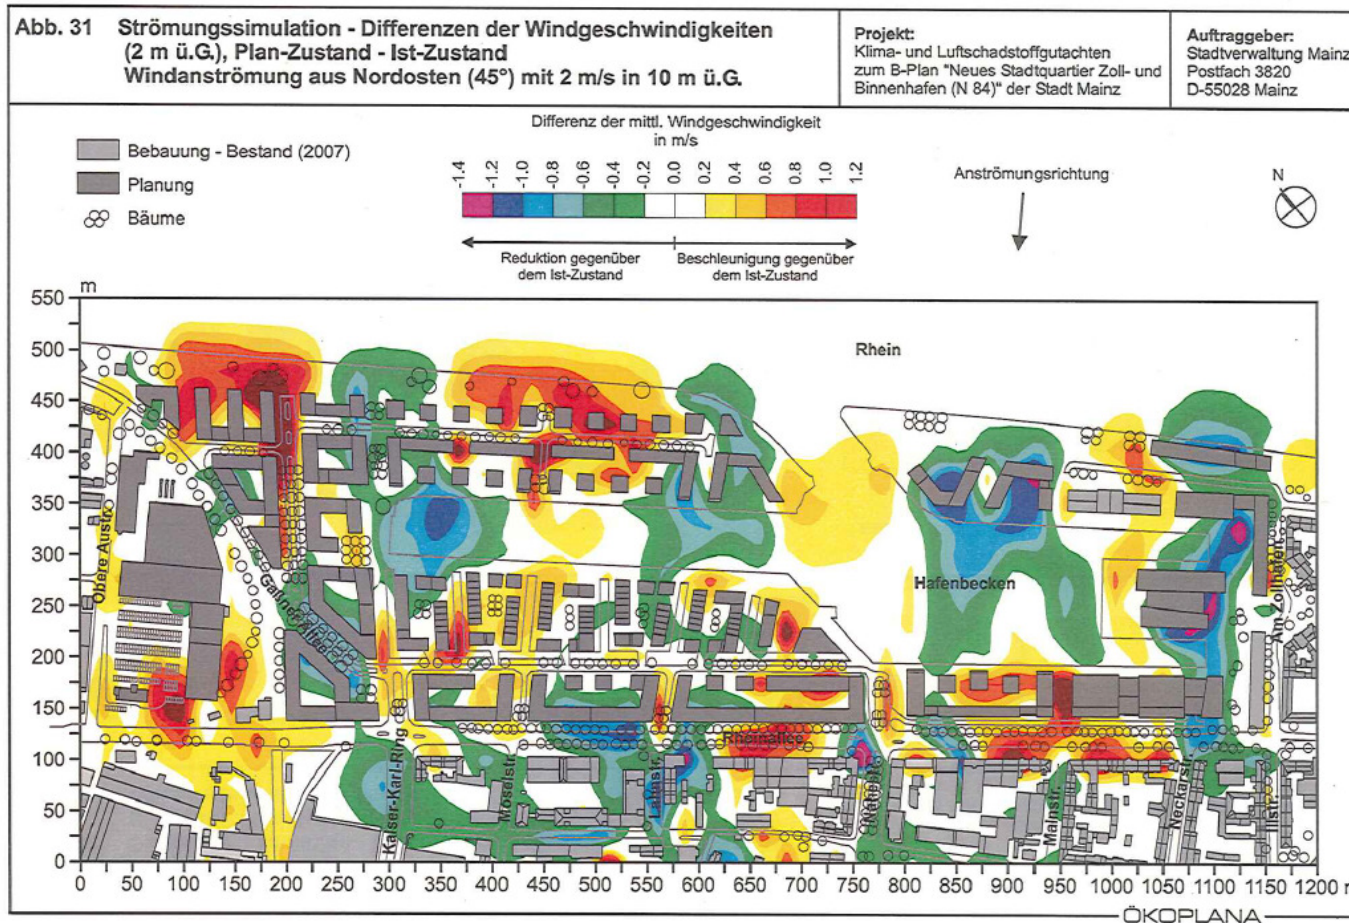 Abb. 31 Strömungssimulation - Differenzen der Windgeschwindigkeiten
(2 m ü.G.), Plan-Zustand - Ist-Zustand
Windanströmung aus Nordosten (45°) mit 2 m/s in 10 m ü.G.
Projekt:
Klima- und Luftschadstoffgutachten
zum B-Plan "Neues Stadtquartier Zoll- und
Binnenhafen (N 84)" der Stadt Mainz
Auftraggeber:
Stadtverwaltung Mainz
Postfach 3820
D-55028 Mainz
Bebauung - Bestand (2007)
Planung
Bäume
Differenz der mittl. Windgeschwindigkeit
in m/s
-1.4 -1.2 -1.0 -0.8 -0.6 -0.4 -0.2 0.0 0.2 0.4 0.6 0.8 1.0 1.2
Reduktion gegenüber
dem Ist-Zustand
Beschleunigung gegenüber
dem Ist-Zustand
Anströmungsrichtung
N
m
550
500
450
400
350
300
250
200
150
100
50
0
Rhein
Hafenbecken
Obere Austr.
Gaßner-Allee
Am Zollhafen
Rheinallee
Kaiser-Karl-Ring
Moselstr.
Lahnstr.
Nahestr.
Mainstr.
Neckarstr.
Illstr.
0 50 100 150 200 250 300 350 400 450 500 550 600 650 700 750 800 850 900 950 1000 1050 1100 1150 1200
ÖKOPLANA